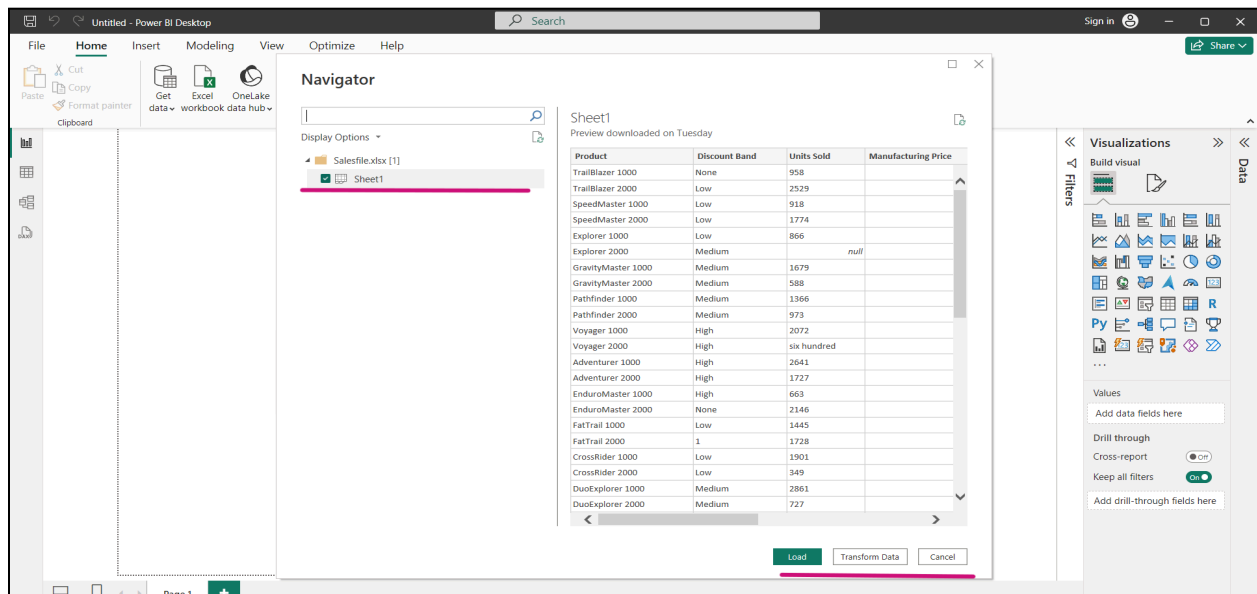 Untitled - Power BI Desktop
Search
Sign in
File Home Insert Modeling View Optimize Help
Share
Paste
Cut
Copy
Format painter
Clipboard
Get data
Excel workbook
OneLake data hub
Navigator
Display Options
Salesfile.xlsx [1]
Sheet1
Sheet1
Preview downloaded on Tuesday
Product Discount Band Units Sold Manufacturing Price
TrailBlazer 1000 None 958
TrailBlazer 2000 Low 2529
SpeedMaster 1000 Low 918
SpeedMaster 2000 Low 1774
Explorer 1000 Low 866
Explorer 2000 Medium null
GravityMaster 1000 Medium 1679
GravityMaster 2000 Medium 588
Pathfinder 1000 Medium 1366
Pathfinder 2000 Medium 973
Voyager 1000 High 2072
Voyager 2000 High six hundred
Adventurer 1000 High 2641
Adventurer 2000 High 1727
EnduroMaster 1000 High 663
EnduroMaster 2000 None 2146
FatTrail 1000 Low 1445
FatTrail 2000 1 1728
CrossRider 1000 Low 1901
CrossRider 2000 Low 349
DuoExplorer 1000 Medium 2861
DuoExplorer 2000 Medium 727
Load Transform Data Cancel
Filters
Visualizations
Build visual
123
R
Py
123
...
Values
Add data fields here
Drill through
Cross-report Off
Keep all filters On
Add drill-through fields here
Data
Page 1